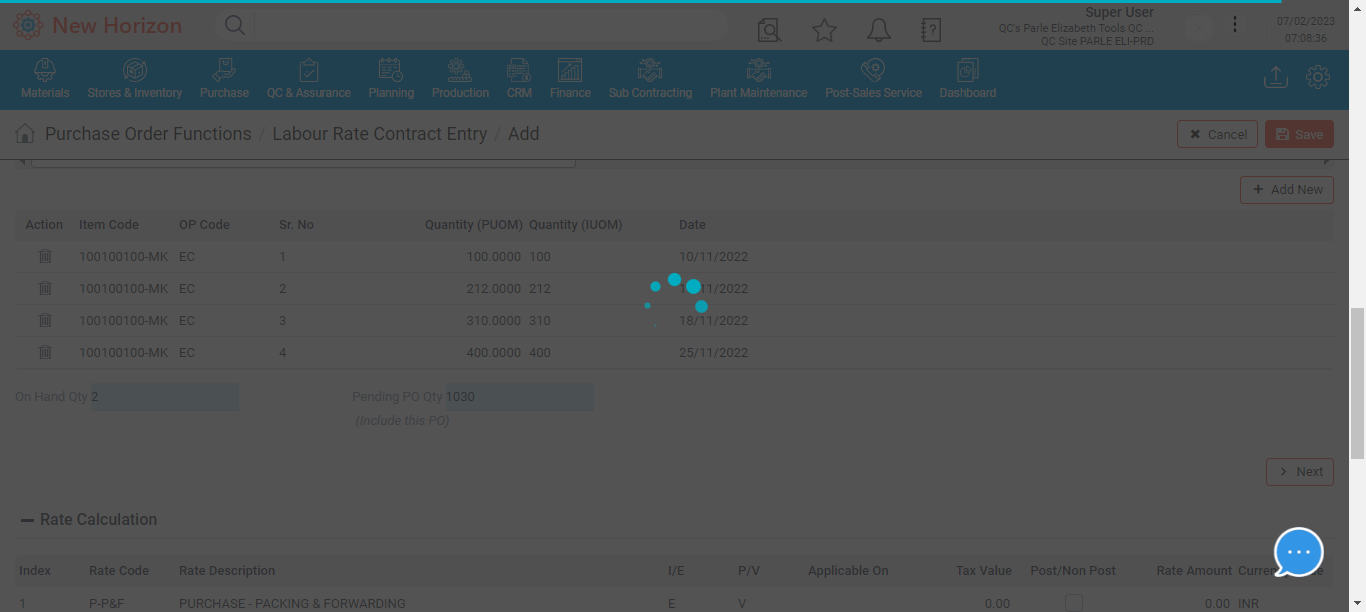 New Horizon
Super User
QC's Parle Elizabeth Tools QC ...
QC Site PARLE ELI-PRD
07/02/2023
07:08:36
Materials Stores & Inventory Purchase QC & Assurance Planning Production CRM Finance Sub Contracting Plant Maintenance Post-Sales Service Dashboard
Purchase Order Functions / Labour Rate Contract Entry / Add
Cancel Save
Add New
Action Item Code OP Code Sr. No Quantity (PUOM) Quantity (IUOM) Date
100100100-MK EC 1 100.0000 100 10/11/2022
100100100-MK EC 2 212.0000 212 /11/2022
100100100-MK EC 3 310.0000 310 18/11/2022
100100100-MK EC 4 400.0000 400 25/11/2022
On Hand Qty 2 Pending PO Qty 1030
(Include this PO)
Next
Rate Calculation
Index Rate Code Rate Description I/E P/V Applicable On Tax Value Post/Non Post Rate Amount
1 P-P&F PURCHASE - PACKING & FORWARDING E V 0.00 0.00 INR